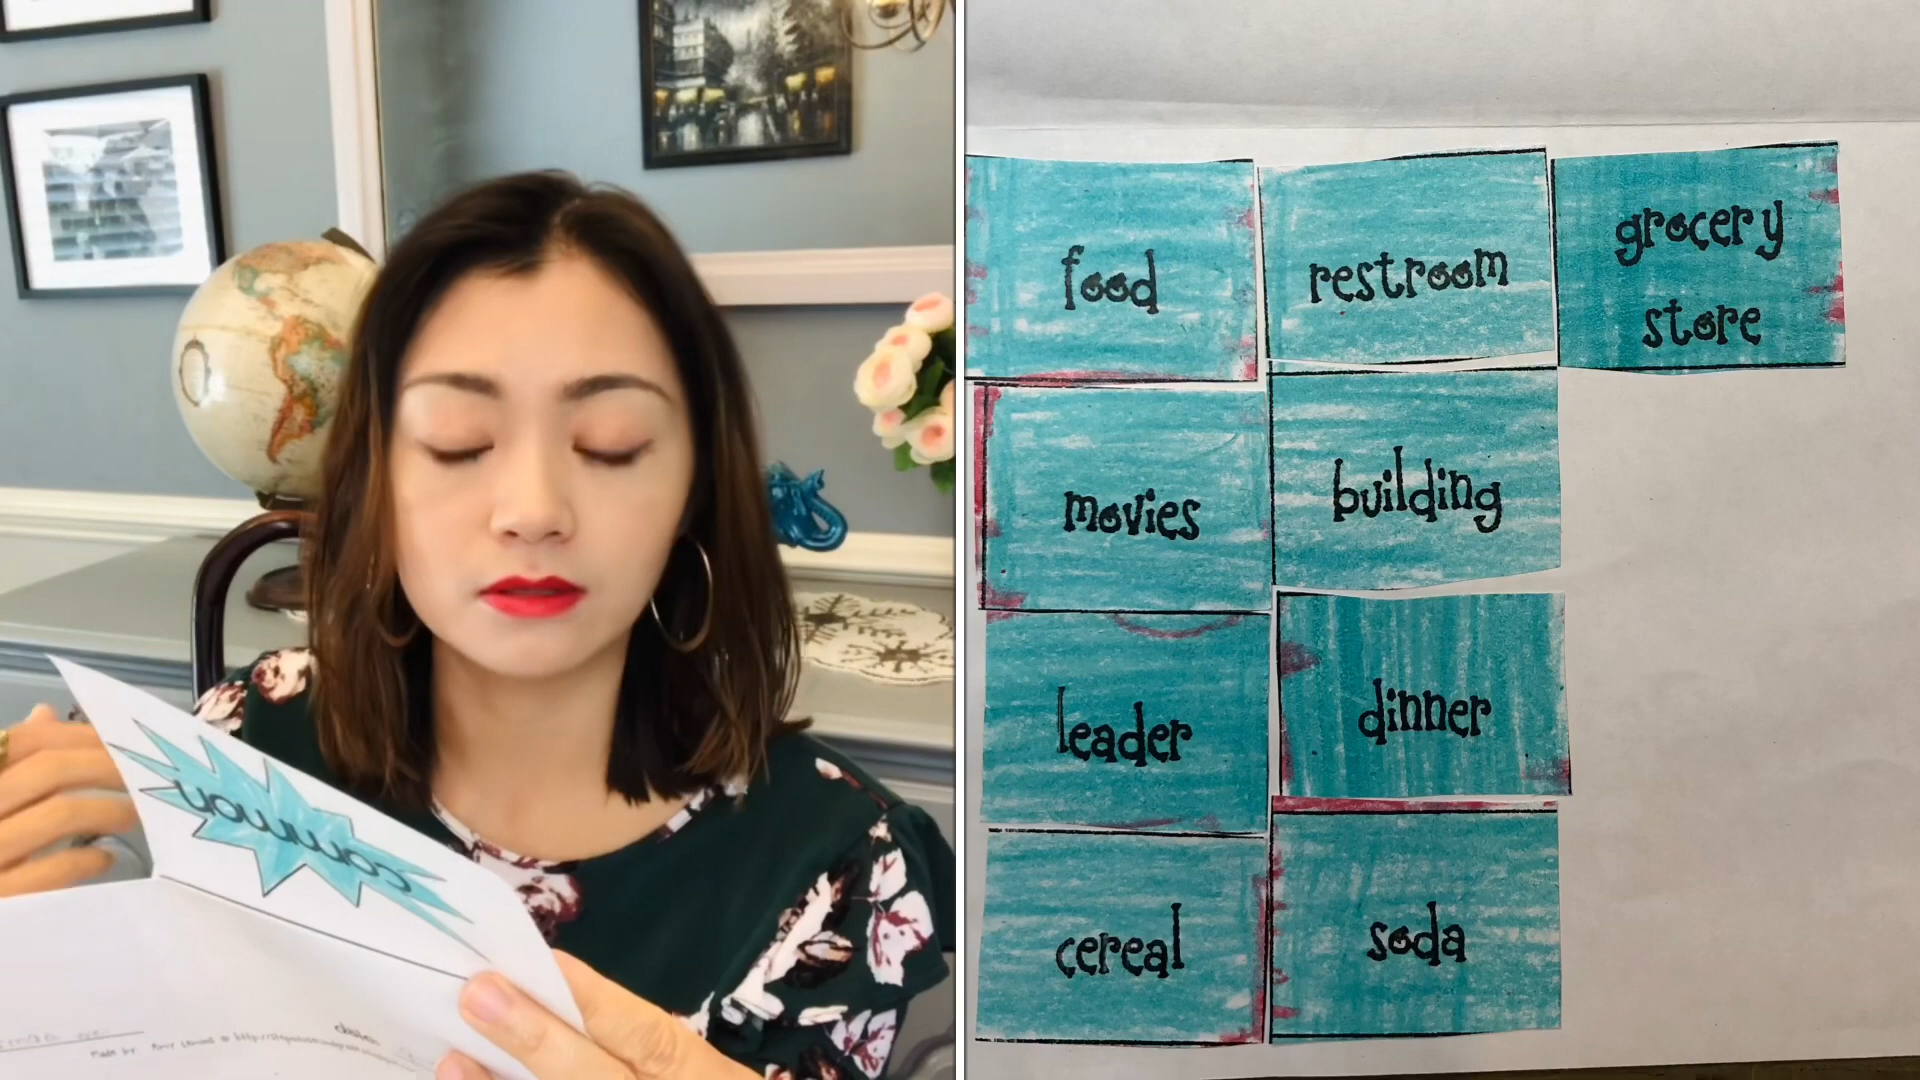 common
food
restroom
grocery
store
movies
building
leader
dinner
cereal
soda